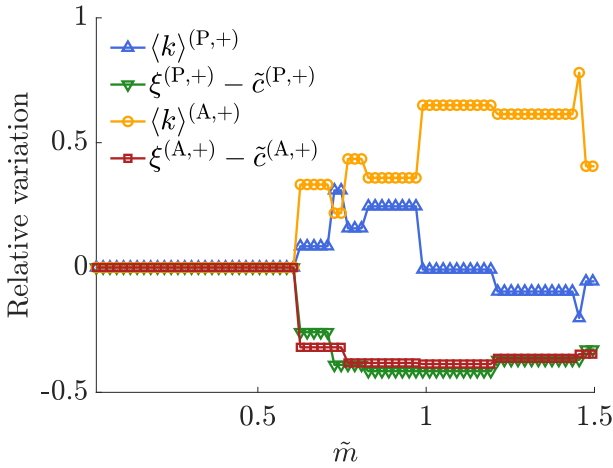 1
⟨k⟩^(P,+)
ξ^(P,+) − c̃^(P,+)
⟨k⟩^(A,+)
ξ^(A,+) − c̃^(A,+)
0.5
0
-0.5
Relative variation
0.5
1
1.5
m̃